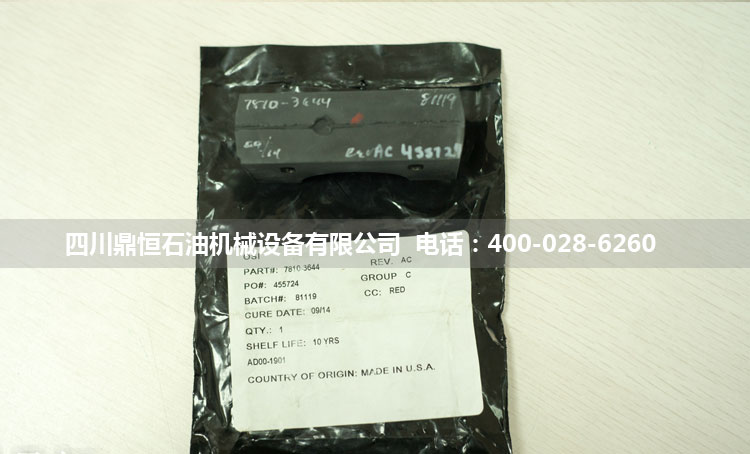 7810-3644 81119
09/14 RevAC 455724
四川鼎恒石油机械设备有限公司 电话：400-028-6260
PART#: 7810-3644 REV. AC
PO#: 455724 GROUP C
BATCH#: 81119 CC: RED
CURE DATE: 09/14
QTY.: 1
SHELF LIFE: 10 YRS
AD00-1901
COUNTRY OF ORIGIN: MADE IN U.S.A.